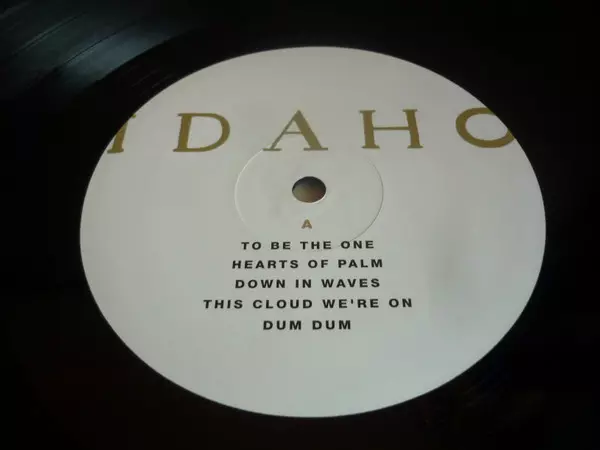 IDAHO
A
TO BE THE ONE
HEARTS OF PALM
DOWN IN WAVES
THIS CLOUD WE'RE ON
DUM DUM